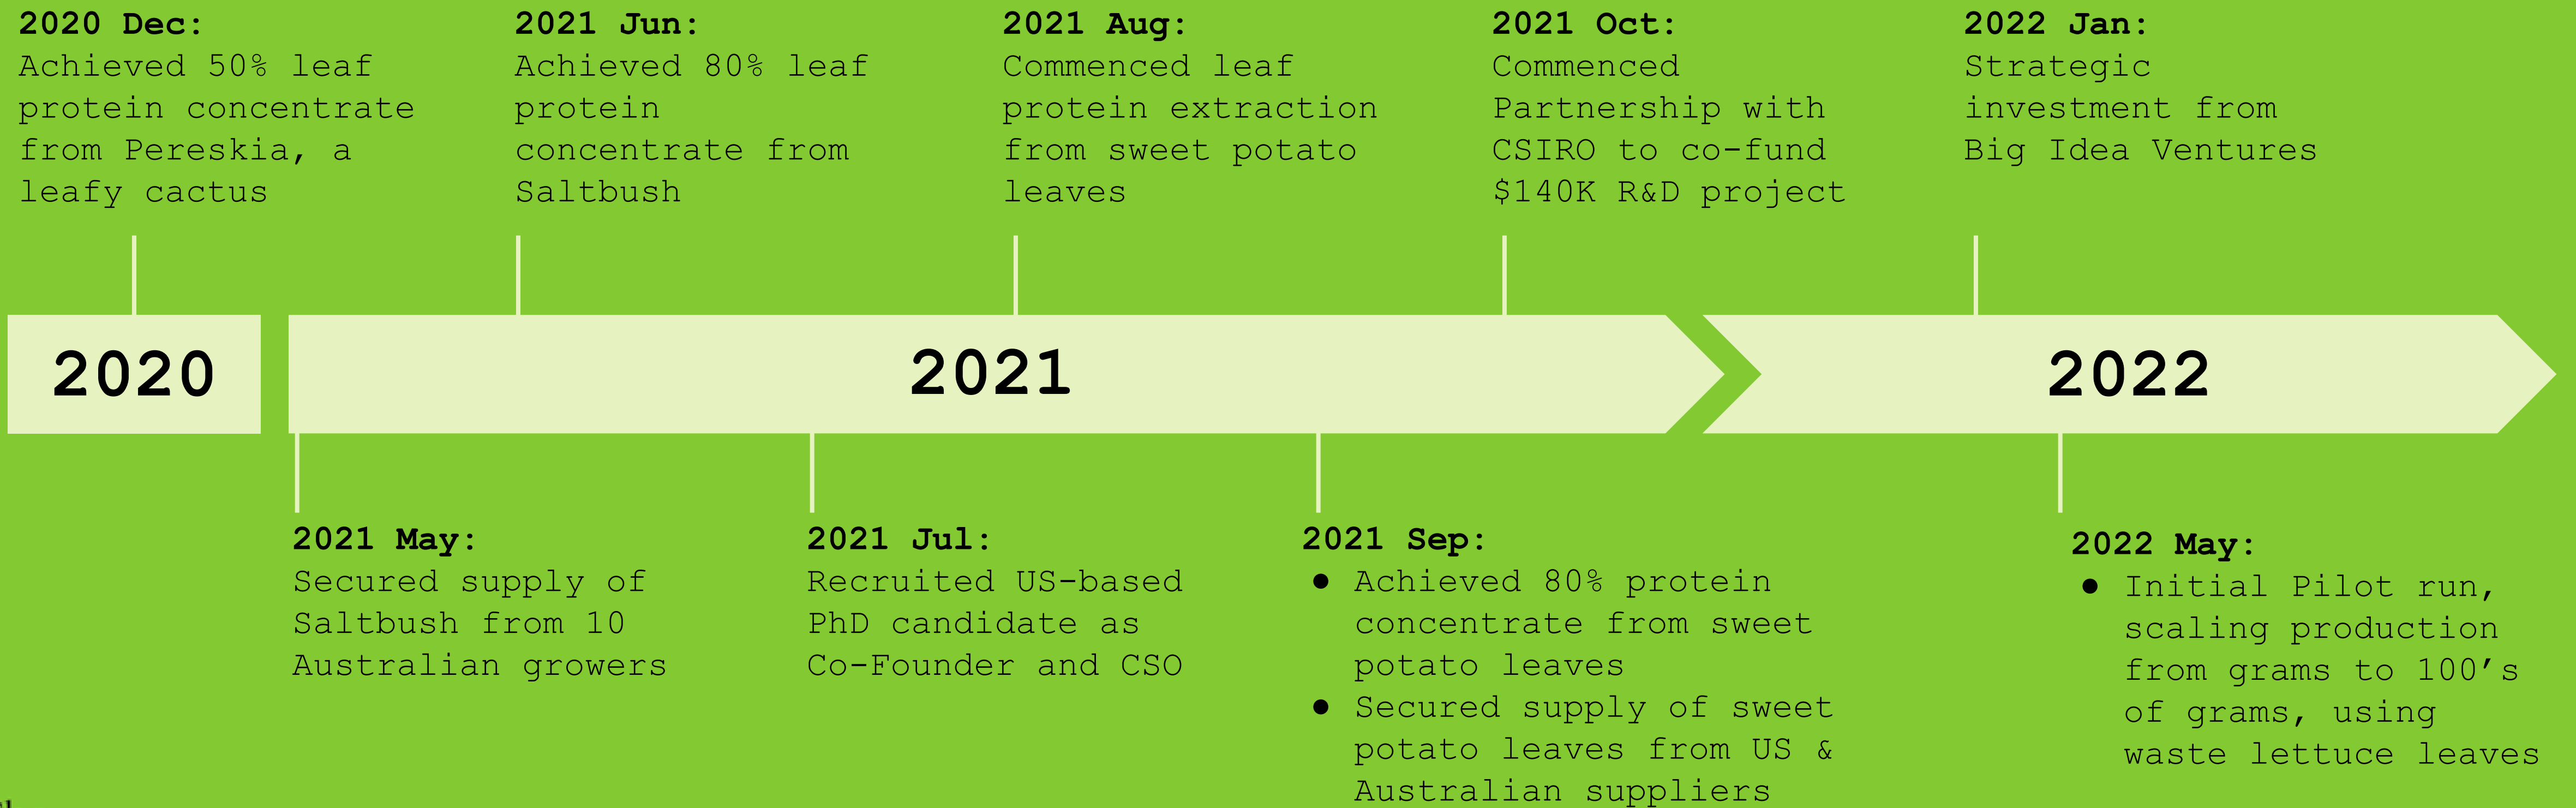 2020 Dec:
Achieved 50% leaf
protein concentrate
from Pereskia, a
leafy cactus
2021 Jun:
Achieved 80% leaf
protein
concentrate from
Saltbush
2021 Aug:
Commenced leaf
protein extraction
from sweet potato
leaves
2021 Oct:
Commenced
Partnership with
CSIRO to co-fund
$140K R&D project
2022 Jan:
Strategic
investment from
Big Idea Ventures
2020
2021
2022
2021 May:
Secured supply of
Saltbush from 10
Australian growers
2021 Jul:
Recruited US-based
PhD candidate as
Co-Founder and CSO
2021 Sep:
● Achieved 80% protein
concentrate from sweet
potato leaves
● Secured supply of sweet
potato leaves from US &
Australian suppliers
2022 May:
● Initial Pilot run,
scaling production
from grams to 100’s
of grams, using
waste lettuce leaves